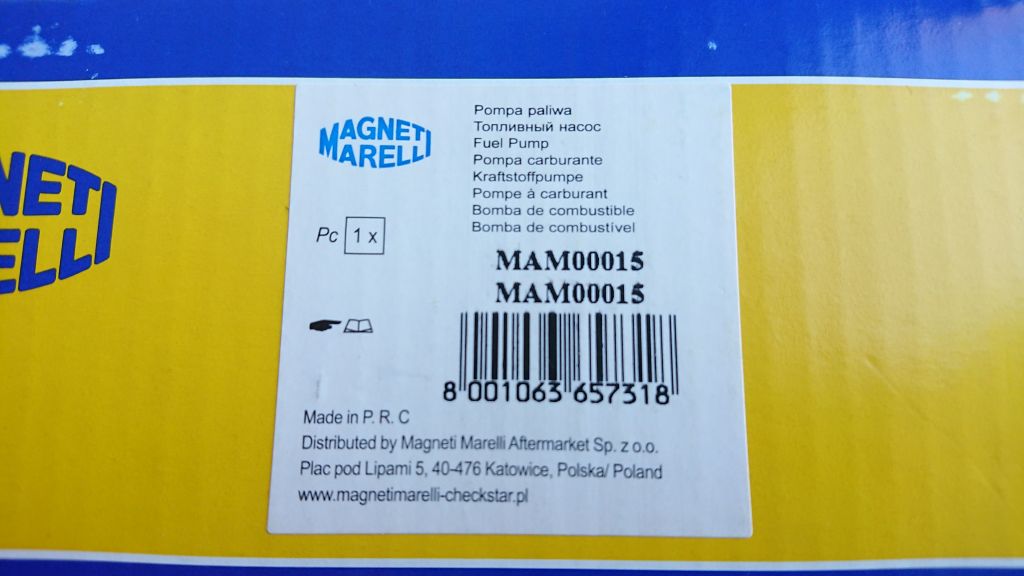 MAGNETI
MARELLI
NETI
ELLI
Pompa paliwa
Топливный насос
Fuel Pump
Pompa carburante
Kraftstoffpumpe
Pompe à carburant
Bomba de combustible
Bomba de combustível
Pc 1 x
MAM00015
MAM00015
8 001063 657318
Made in P. R. C
Distributed by Magneti Marelli Aftermarket Sp. z o.o.
Plac pod Lipami 5, 40-476 Katowice, Polska/ Poland
www.magnetimarelli-checkstar.pl